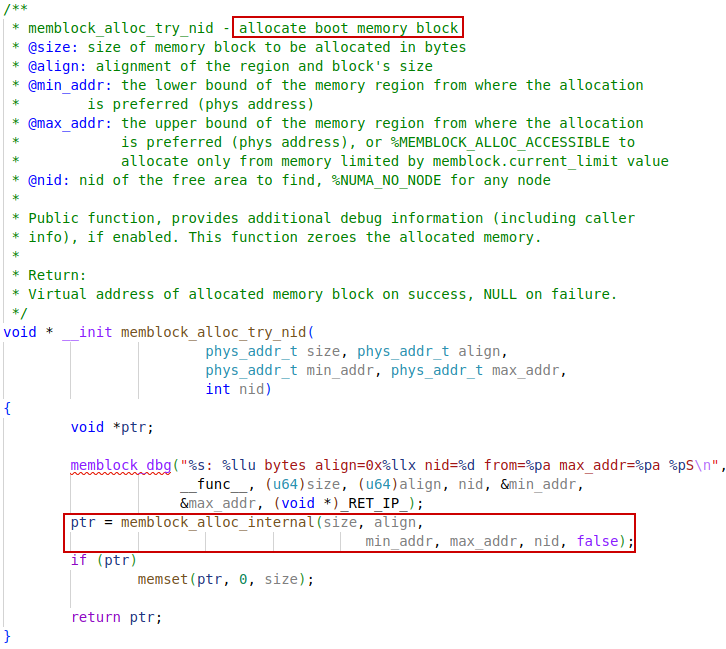 /**
 * memblock_alloc_try_nid - allocate boot memory block
 * @size: size of memory block to be allocated in bytes
 * @align: alignment of the region and block's size
 * @min_addr: the lower bound of the memory region from where the allocation
 *        is preferred (phys address)
 * @max_addr: the upper bound of the memory region from where the allocation
 *            is preferred (phys address), or %MEMBLOCK_ALLOC_ACCESSIBLE to
 *            allocate only from memory limited by memblock.current_limit value
 * @nid: nid of the free area to find, %NUMA_NO_NODE for any node
 *
 * Public function, provides additional debug information (including caller
 * info), if enabled. This function zeroes the allocated memory.
 *
 * Return:
 * Virtual address of allocated memory block on success, NULL on failure.
 */
void * __init memblock_alloc_try_nid(
                        phys_addr_t size, phys_addr_t align,
                        phys_addr_t min_addr, phys_addr_t max_addr,
                        int nid)
{
        void *ptr;

        memblock_dbg("%s: %llu bytes align=0x%llx nid=%d from=%pa max_addr=%pa %pS\n",
                     __func__, (u64)size, (u64)align, nid, &min_addr,
                     &max_addr, (void *)_RET_IP_);
        ptr = memblock_alloc_internal(size, align,
                                           min_addr, max_addr, nid, false);
        if (ptr)
                memset(ptr, 0, size);

        return ptr;
}